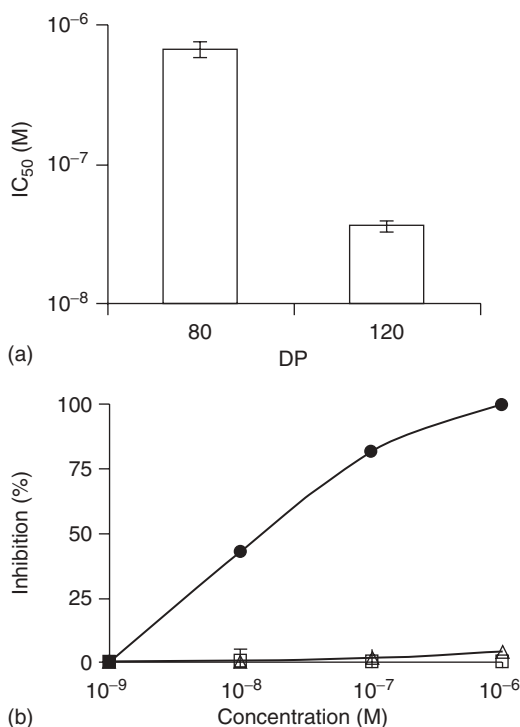 10⁻⁶
10⁻⁷
10⁻⁸
IC₅₀ (M)
80
120
DP
(a)
100
75
50
25
0
Inhibition (%)
10⁻⁹
10⁻⁸
10⁻⁷
10⁻⁶
Concentration (M)
(b)